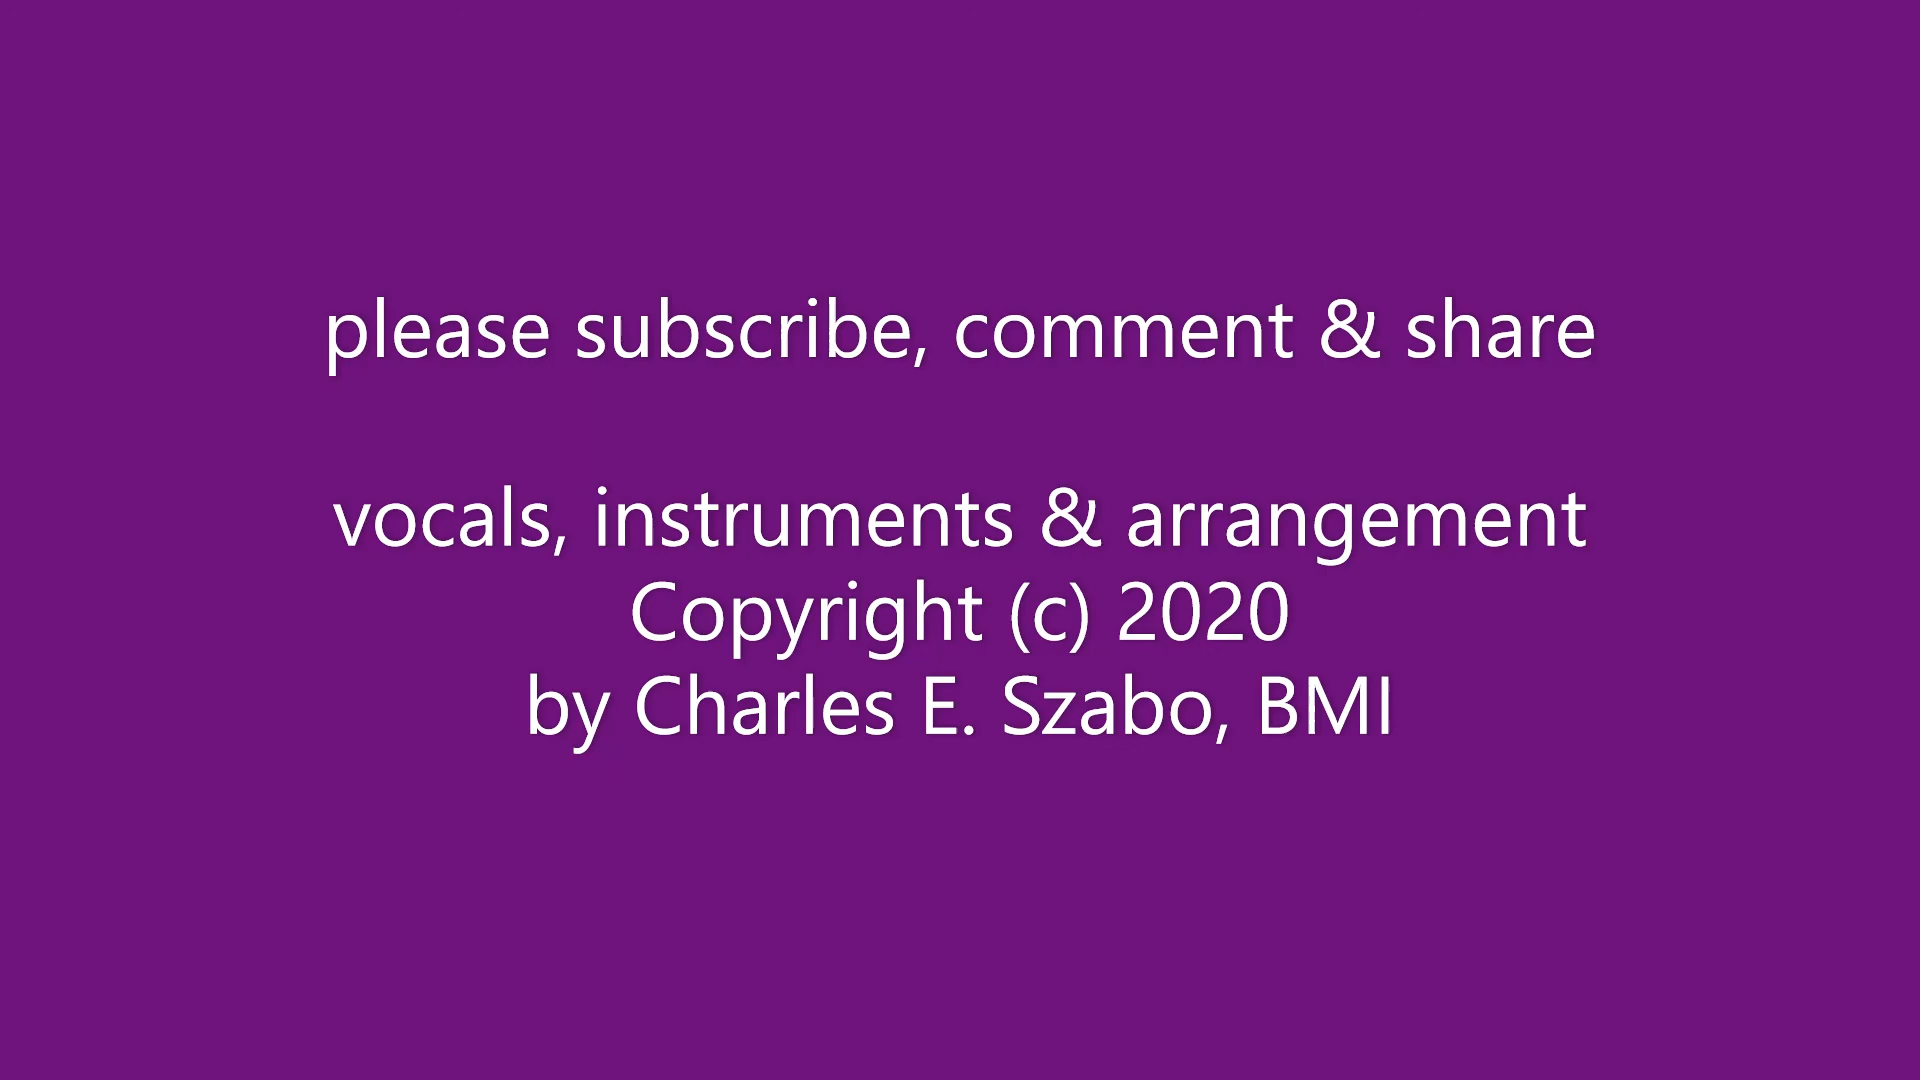 please subscribe, comment & share
vocals, instruments & arrangement
Copyright (c) 2020
by Charles E. Szabo, BMI